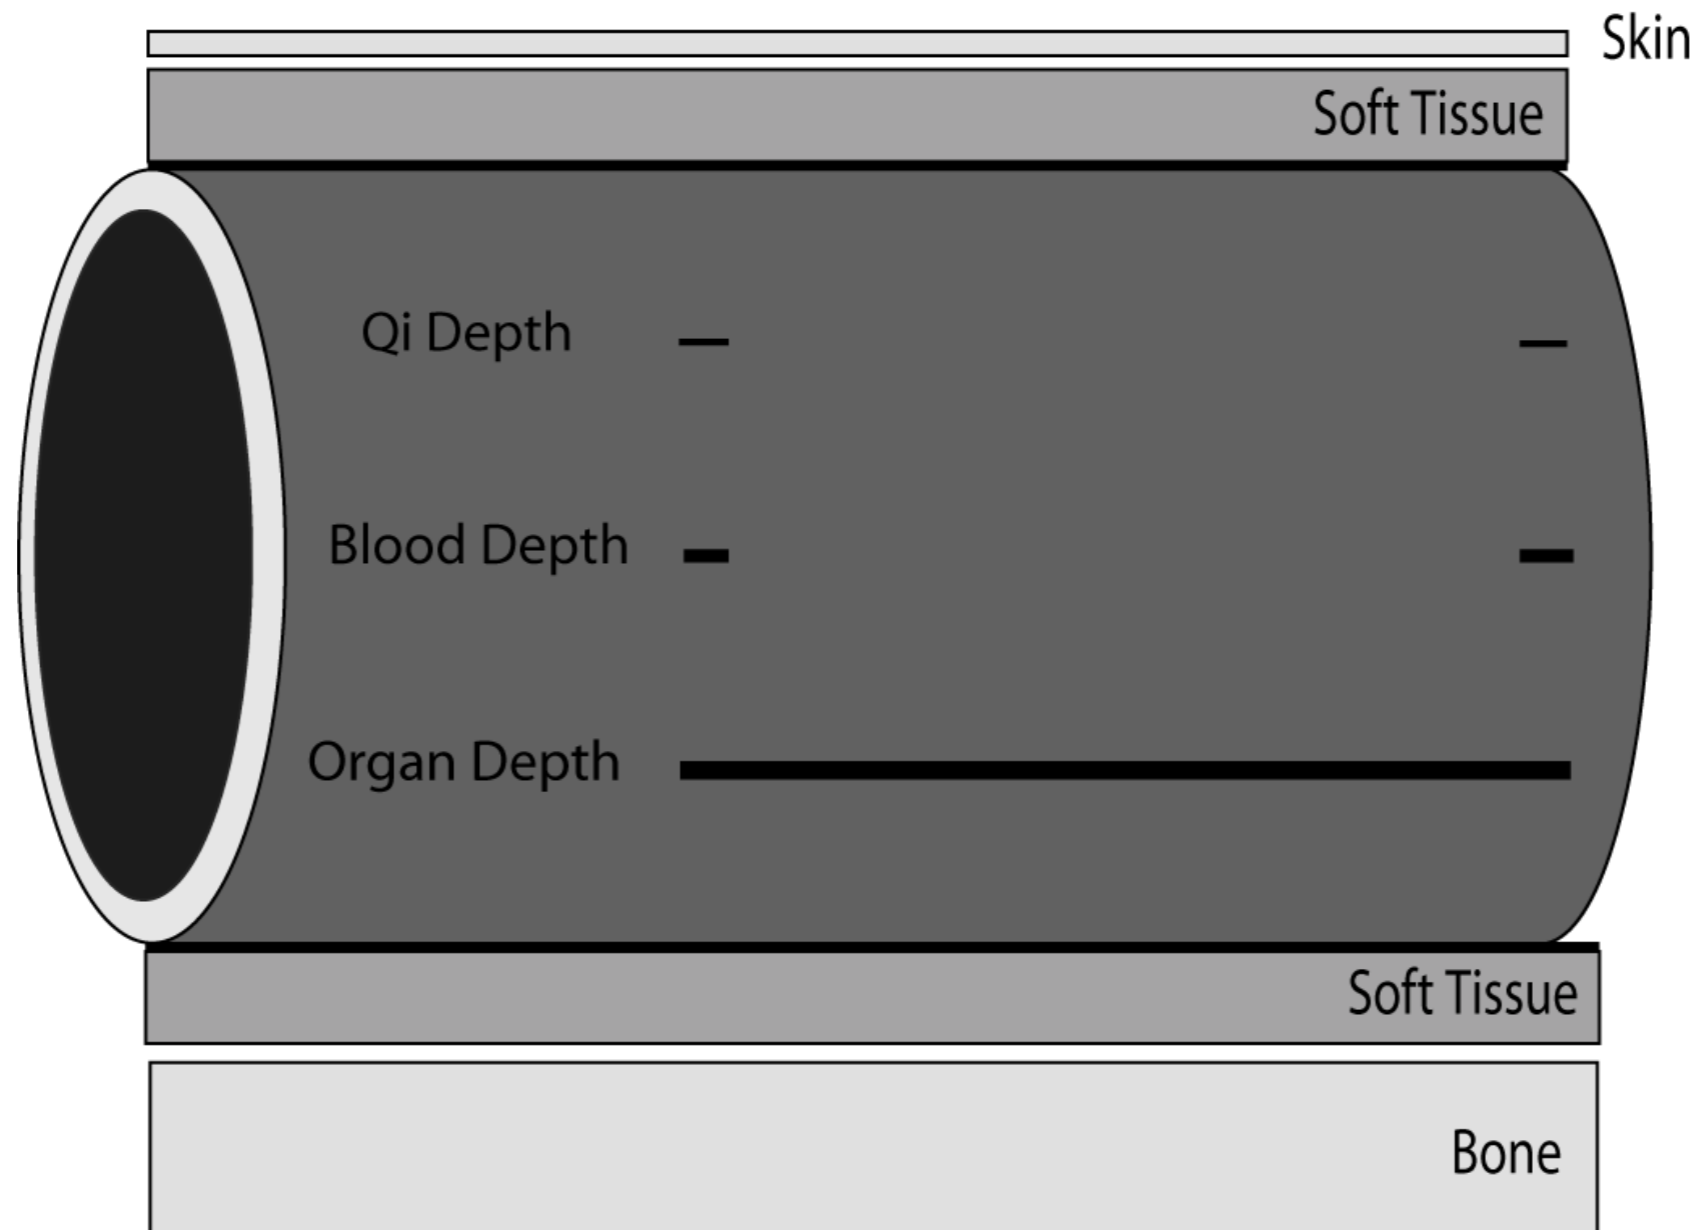 Skin
Soft Tissue
Qi Depth
Blood Depth
Organ Depth
Soft Tissue
Bone